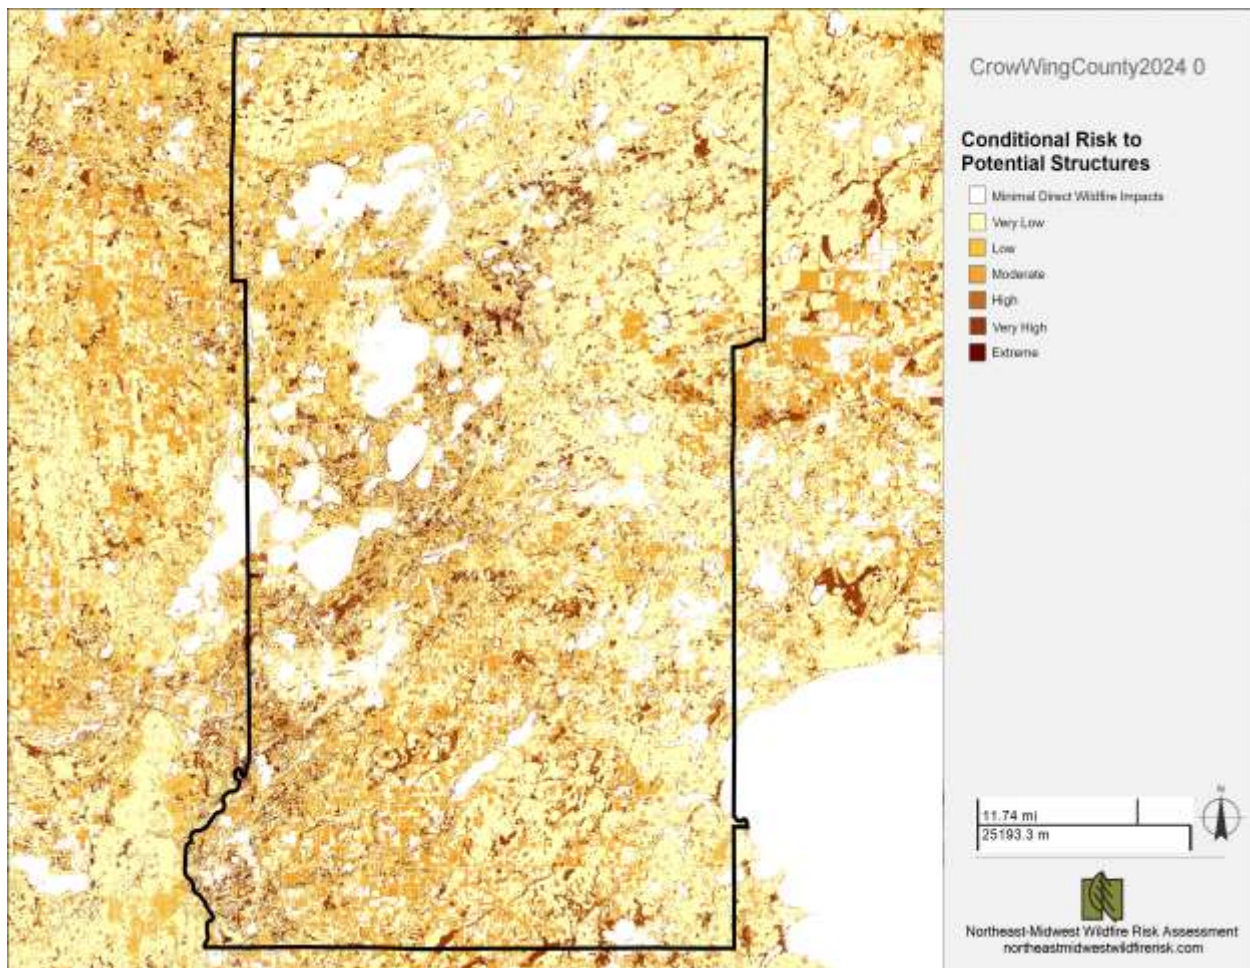 CrowWingCounty2024 0
Conditional Risk to
Potential Structures
Minimal Direct Wildfire Impacts
Very Low
Low
Moderate
High
Very High
Extreme
N
11.74 mi
25193.3 m
Northeast-Midwest Wildfire Risk Assessment
northeastmidwestwildfirerisk.com